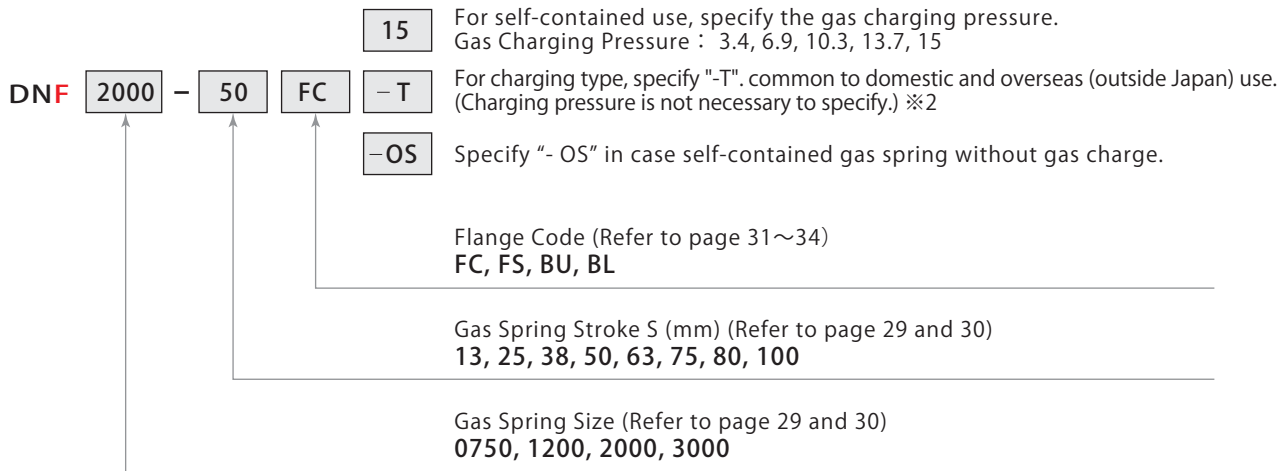 15
For self-contained use, specify the gas charging pressure.
Gas Charging Pressure : 3.4, 6.9, 10.3, 13.7, 15
DNF 2000 – 50 FC –T
For charging type, specify "-T". common to domestic and overseas (outside Japan) use.
(Charging pressure is not necessary to specify.) ※2
–OS
Specify “- OS” in case self-contained gas spring without gas charge.
Flange Code (Refer to page 31～34)
FC, FS, BU, BL
Gas Spring Stroke S (mm) (Refer to page 29 and 30)
13, 25, 38, 50, 63, 75, 80, 100
Gas Spring Size (Refer to page 29 and 30)
0750, 1200, 2000, 3000